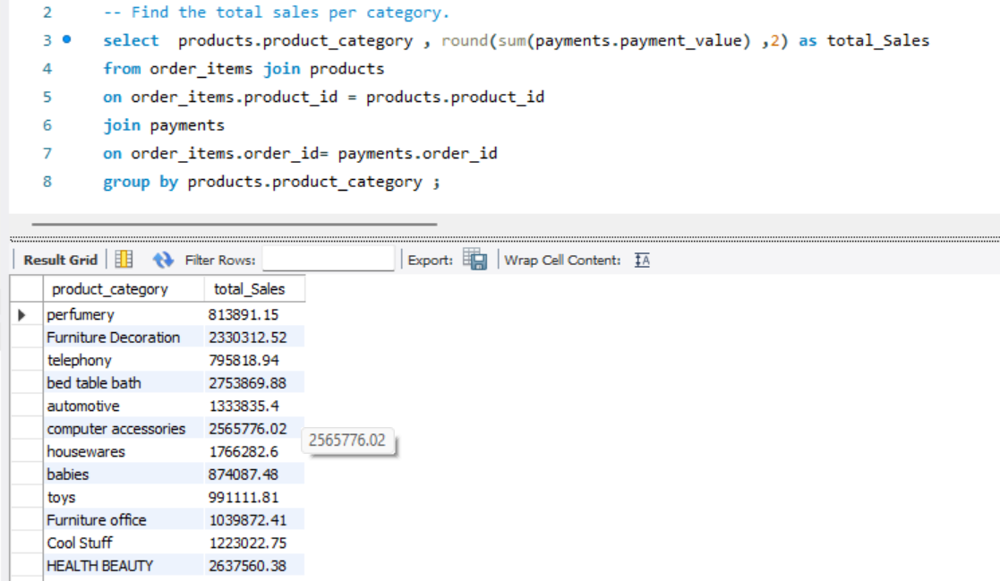 2 -- Find the total sales per category.
3 select products.product_category , round(sum(payments.payment_value) ,2) as total_Sales
4 from order_items join products
5 on order_items.product_id = products.product_id
6 join payments
7 on order_items.order_id= payments.order_id
8 group by products.product_category ;
Result Grid Filter Rows: Export: Wrap Cell Content: IA
product_category total_Sales
perfumery 813891.15
Furniture Decoration 2330312.52
telephony 795818.94
bed table bath 2753869.88
automotive 1333835.4
computer accessories 2565776.02
2565776.02
housewares 1766282.6
babies 874087.48
toys 991111.81
Furniture office 1039872.41
Cool Stuff 1223022.75
HEALTH BEAUTY 2637560.38